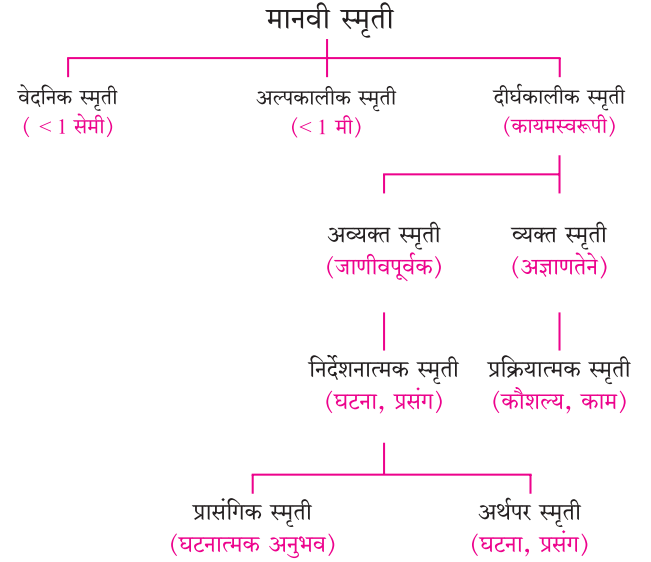 मानवी स्मृती
वेदनिक स्मृती
( < 1 सेमी)
अल्पकालीक स्मृती
(< 1 मी)
दीर्घकालीक स्मृती
(कायमस्वरूपी)
अव्यक्त स्मृती
(जाणीवपूर्वक)
व्यक्त स्मृती
(अज्ञाणतेने)
निर्देशनात्मक स्मृती
(घटना, प्रसंग)
प्रक्रियात्मक स्मृती
(कौशल्य, काम)
प्रासंगिक स्मृती
(घटनात्मक अनुभव)
अर्थपर स्मृती
(घटना, प्रसंग)